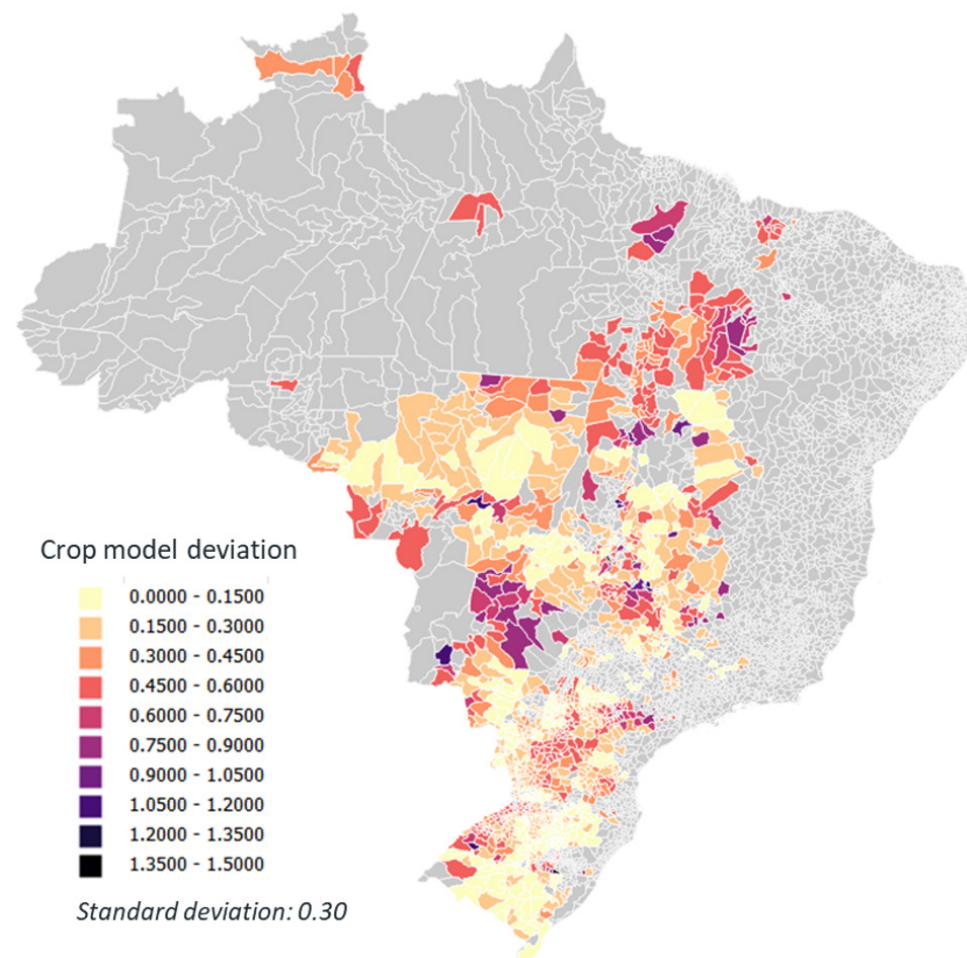 Crop model deviation
0.0000 - 0.1500
0.1500 - 0.3000
0.3000 - 0.4500
0.4500 - 0.6000
0.6000 - 0.7500
0.7500 - 0.9000
0.9000 - 1.0500
1.0500 - 1.2000
1.2000 - 1.3500
1.3500 - 1.5000
Standard deviation: 0.30